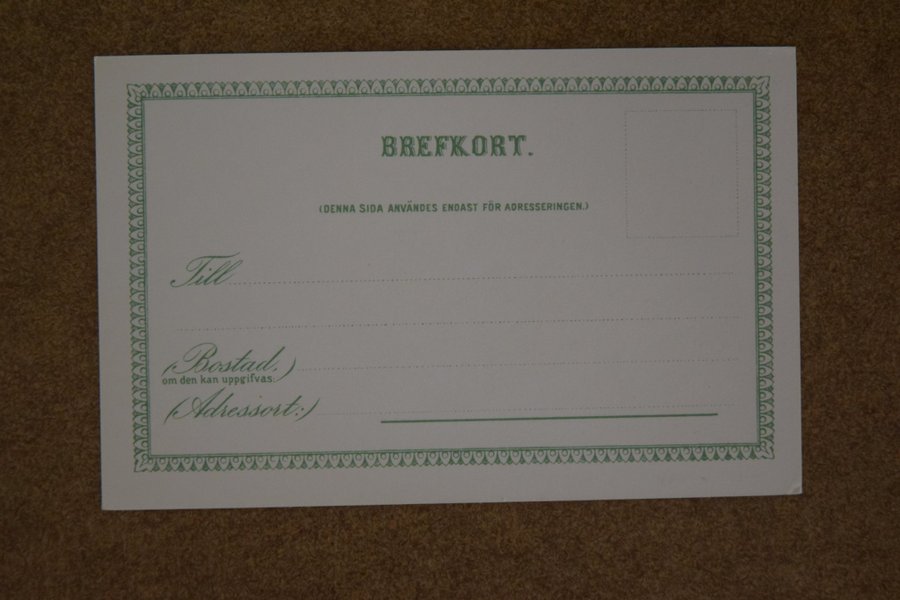 BREFKORT.
(DENNA SIDA ANVÄNDES ENDAST FÖR ADRESSERINGEN.)
Till
(Bostad,)
om den kan uppgifvas:
(Adressort:)